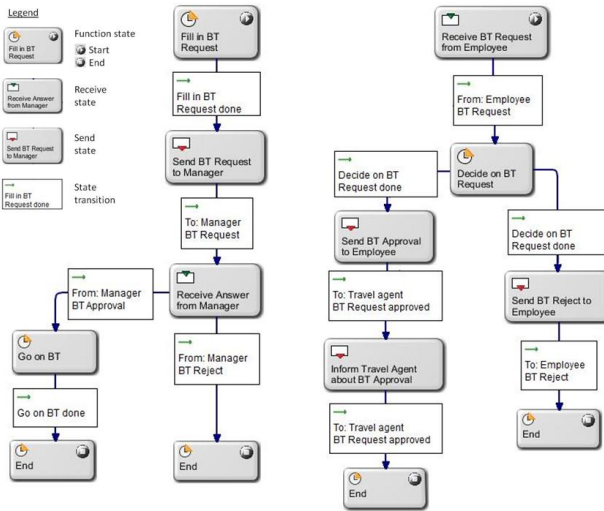 Legend
Fill in BT
Request
Function state
Start
End
Receive Answer
from Manager
Receive
state
Send BT Request
to Manager
Send
state
Fill in BT
Request done
State
transition
Fill in BT
Request
Fill in BT
Request done
Send BT Request
to Manager
To: Manager
BT Request
Receive Answer
from Manager
From: Manager
BT Approval
Go on BT
Go on BT done
End
From: Manager
BT Reject
End
Receive BT Request
from Employee
From: Employee
BT Request
Decide on BT
Request
Decide on BT
Request done
Send BT Approval
to Employee
To: Travel agent
BT Request approved
Inform Travel Agent
about BT Approval
To: Travel agent
BT Request approved
End
Decide on BT
Request done
Send BT Reject to
Employee
To: Employee
BT Reject
End